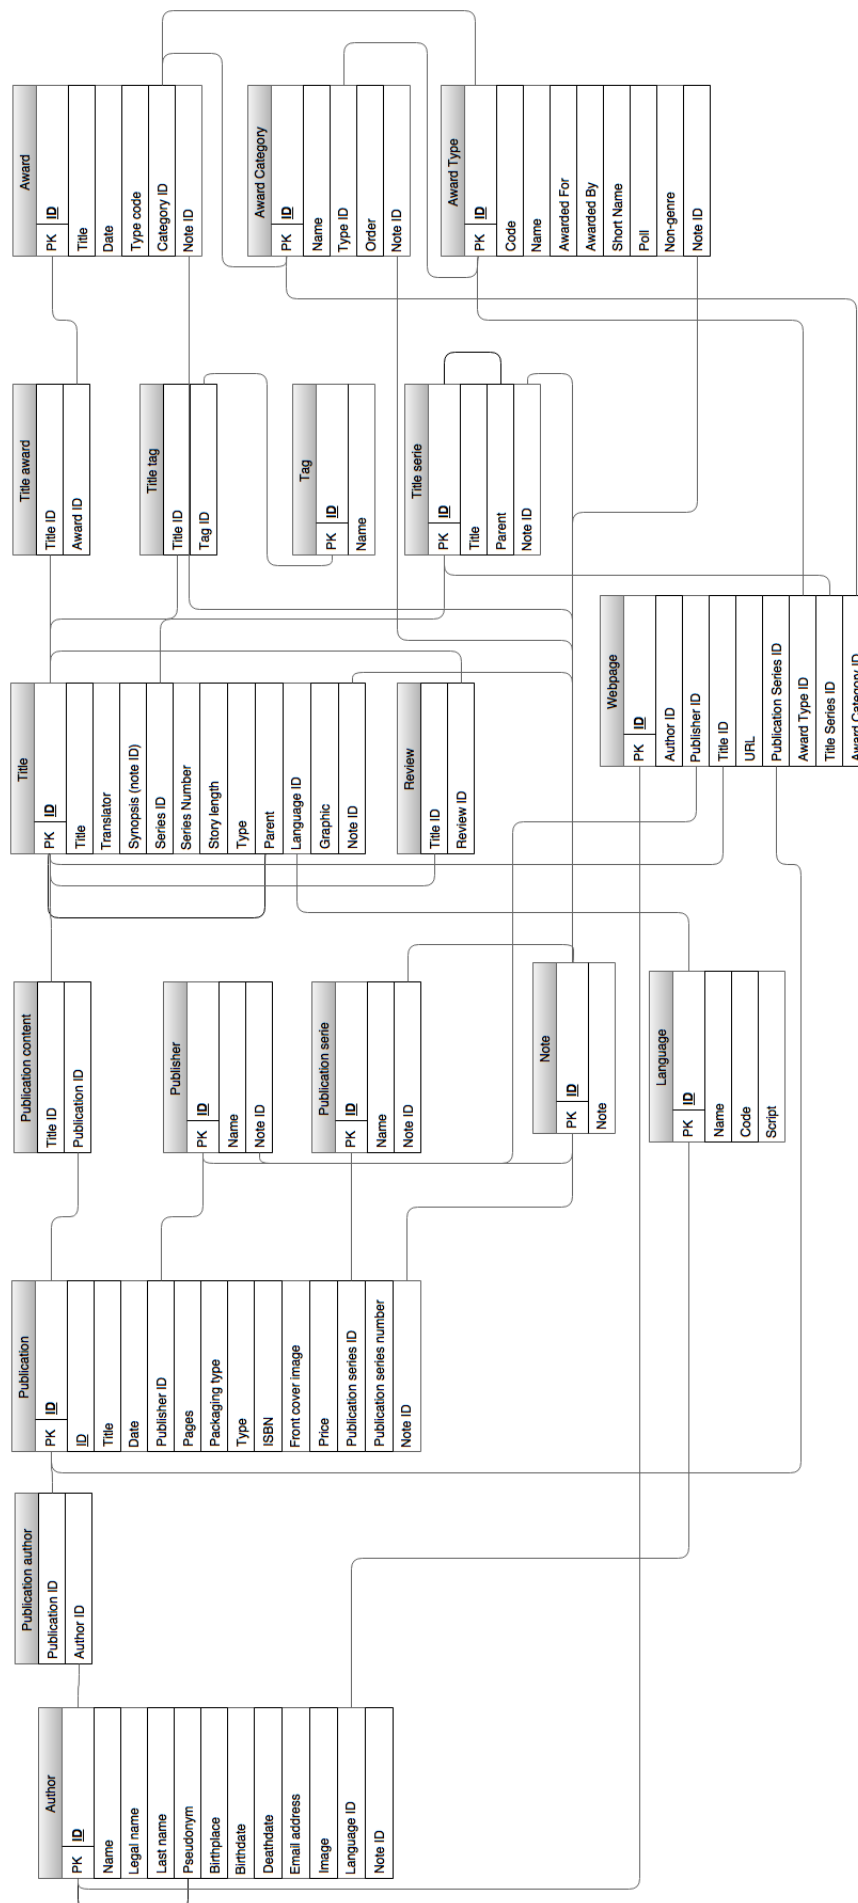 Author
PK ID
Name
Legal name
Last name
Pseudonym
Birthplace
Birthdate
Deathdate
Email address
Image
Language ID
Note ID
Publication author
Publication ID
Author ID
Publication
PK ID
ID
Title
Date
Publisher ID
Pages
Packaging type
Type
ISBN
Front cover image
Price
Publication series ID
Publication series number
Note ID
Publication content
Title ID
Publication ID
Publisher
PK ID
Name
Note ID
Publication serie
PK ID
Name
Note ID
Note
PK ID
Note
Language
PK ID
Name
Code
Script
Title
PK ID
Title
Translator
Synopsis (note ID)
Series ID
Series Number
Story length
Type
Parent
Language ID
Graphic
Note ID
Review
Title ID
Review ID
Webpage
PK ID
Author ID
Publisher ID
Title ID
URL
Publication Series ID
Award Type ID
Title Series ID
Award Category ID
Title award
Title ID
Award ID
Title tag
Title ID
Tag ID
Tag
PK ID
Name
Title serie
PK ID
Title
Parent
Note ID
Award
PK ID
Title
Date
Type code
Category ID
Note ID
Award Category
PK ID
Name
Type ID
Order
Note ID
Award Type
PK ID
Code
Name
Awarded For
Awarded By
Short Name
Poll
Non-genre
Note ID